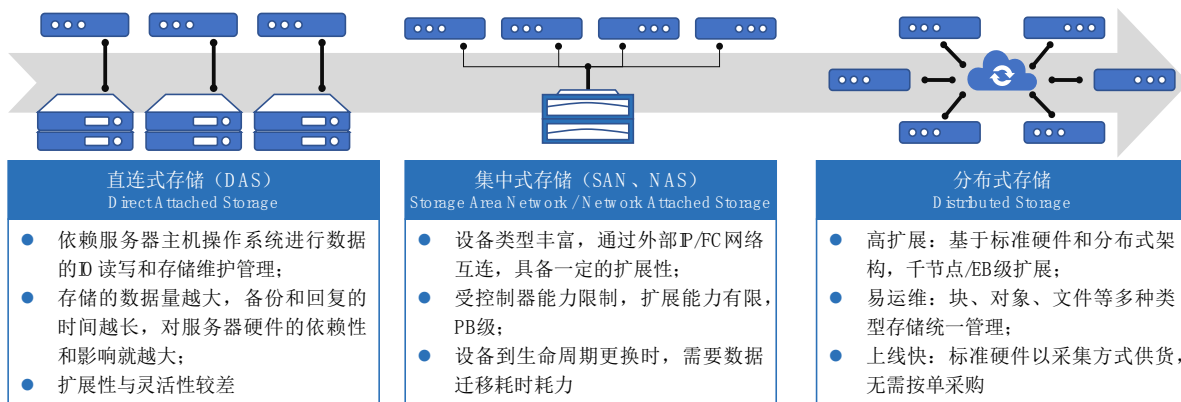 直连式存储（DAS）
Direct Attached Storage
依赖服务器主机操作系统进行数据
的IO 读写和存储维护管理；
存储的数据量越大，备份和回复的
时间越长，对服务器硬件的依赖性
和影响就越大；
扩展性与灵活性较差
集中式存储（SAN、NAS）
Storage Area Network / Network Attached Storage
设备类型丰富，通过外部IP/FC网络
互连，具备一定的扩展性；
受控制器能力限制，扩展能力有限，
PB级；
设备到生命周期更换时，需要数据
迁移耗时耗力
分布式存储
Distributed Storage
高扩展：基于标准硬件和分布式架
构，千节点/EB级扩展；
易运维：块、对象、文件等多种类
型存储统一管理；
上线快：标准硬件以采集方式供货，
无需按单采购